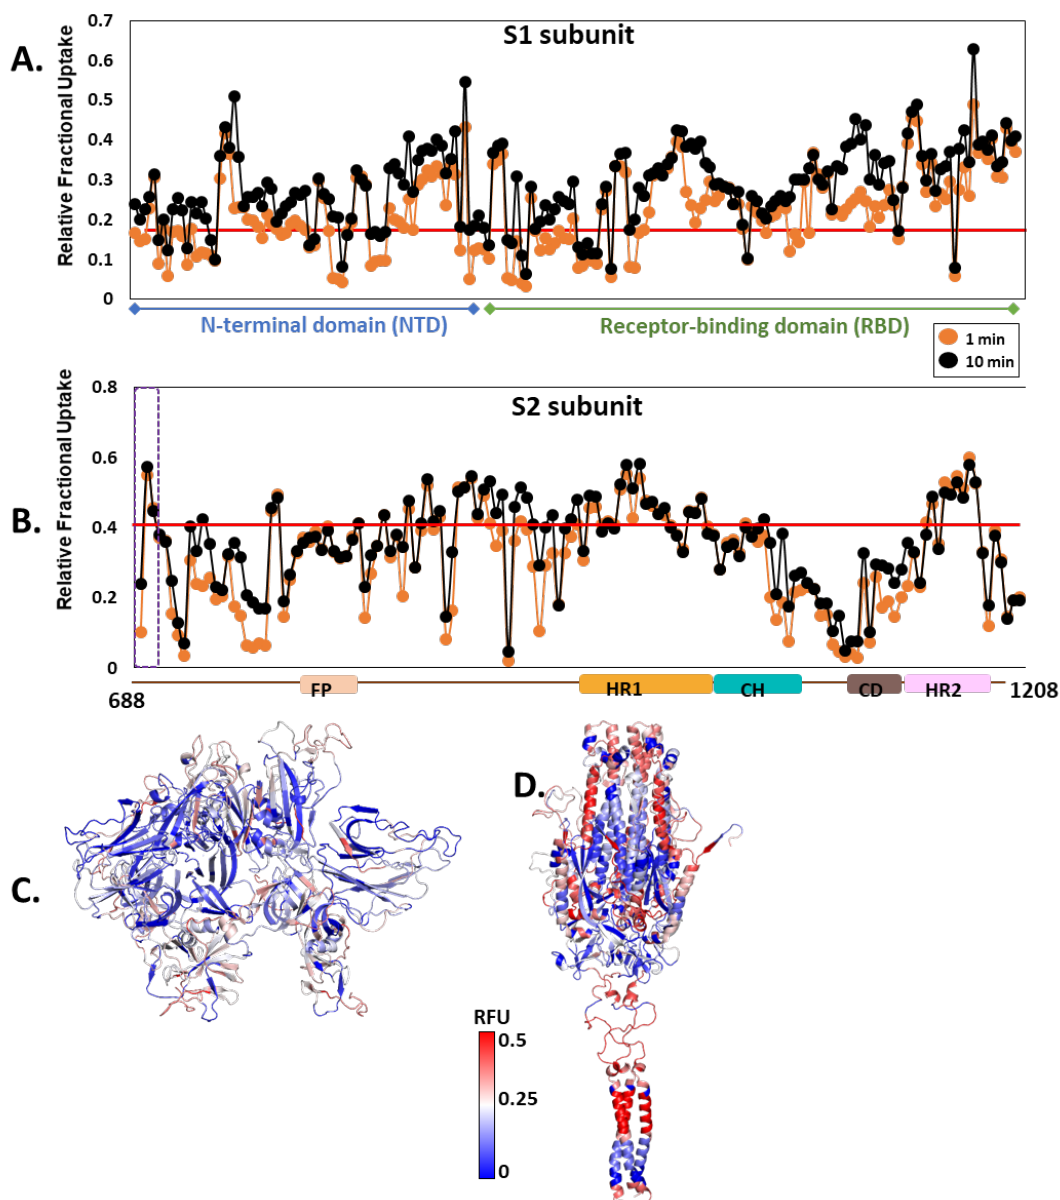 A.
S1 subunit
Relative Fractional Uptake
0.7
0.6
0.5
0.4
0.3
0.2
0.1
0
N-terminal domain (NTD)
Receptor-binding domain (RBD)
1 min
10 min
B.
S2 subunit
Relative Fractional Uptake
0.8
0.6
0.4
0.2
0
688
FP
HR1
CH
CD
HR2
1208
C.
D.
RFU
0.5
0.25
0